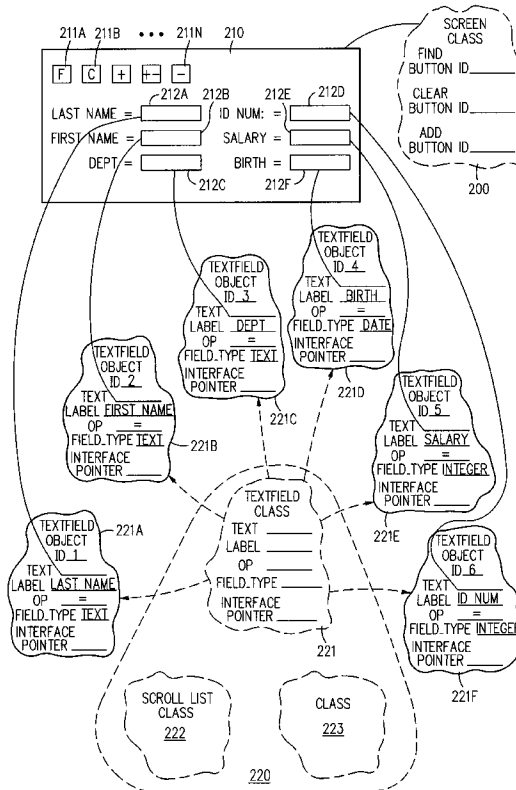 211A 211B ••• 211N 210
F C + +- -
212A 212B 212E 212D
LAST NAME = ID NUM: =
FIRST NAME = SALARY =
DEPT = BIRTH =
212C 212F
SCREEN
CLASS
FIND
BUTTON ID
CLEAR
BUTTON ID
ADD
BUTTON ID
200
TEXTFIELD
OBJECT
ID 3
TEXT
LABEL DEPT
OP =
FIELD_TYPE TEXT
INTERFACE
POINTER
221C
TEXTFIELD
OBJECT
ID 4
TEXT
LABEL BIRTH
OP =
FIELD_TYPE DATE
INTERFACE
POINTER
221D
TEXTFIELD
OBJECT
ID 2
TEXT
LABEL FIRST NAME
OP =
FIELD_TYPE TEXT
INTERFACE
POINTER
221B
TEXTFIELD
OBJECT
ID 5
TEXT
LABEL SALARY
OP =
FIELD_TYPE INTEGER
INTERFACE
POINTER
221E
221A
TEXTFIELD
OBJECT
ID 1
TEXT
LABEL LAST NAME
OP =
FIELD_TYPE TEXT
INTERFACE
POINTER
TEXTFIELD
CLASS
TEXT
LABEL
OP
FIELD_TYPE
INTERFACE
POINTER
221
TEXTFIELD
OBJECT
ID 6
TEXT
LABEL ID NUM
OP =
FIELD_TYPE INTEGER
INTERFACE
POINTER
221F
SCROLL LIST
CLASS
222
CLASS
223
220